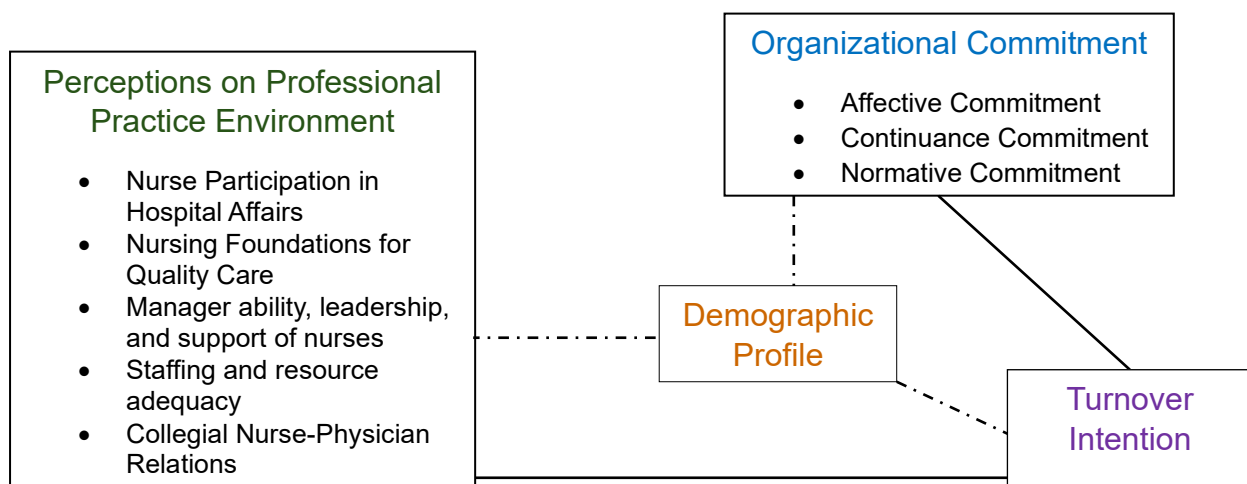 Perceptions on Professional
Practice Environment
• Nurse Participation in
Hospital Affairs
• Nursing Foundations for
Quality Care
• Manager ability, leadership,
and support of nurses
• Staffing and resource
adequacy
• Collegial Nurse-Physician
Relations
Organizational Commitment
• Affective Commitment
• Continuance Commitment
• Normative Commitment
Demographic
Profile
Turnover
Intention